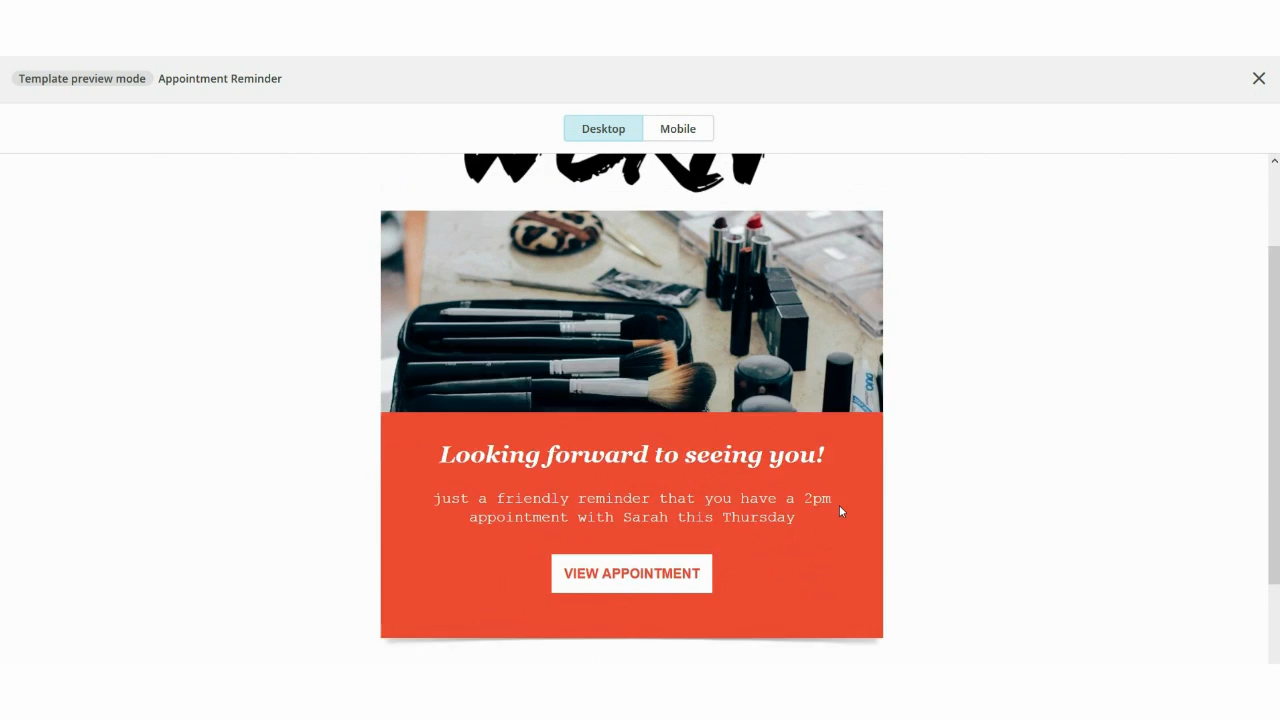 Template preview mode Appointment Reminder
Desktop Mobile
Looking forward to seeing you!
just a friendly reminder that you have a 2pm
appointment with Sarah this Thursday
VIEW APPOINTMENT